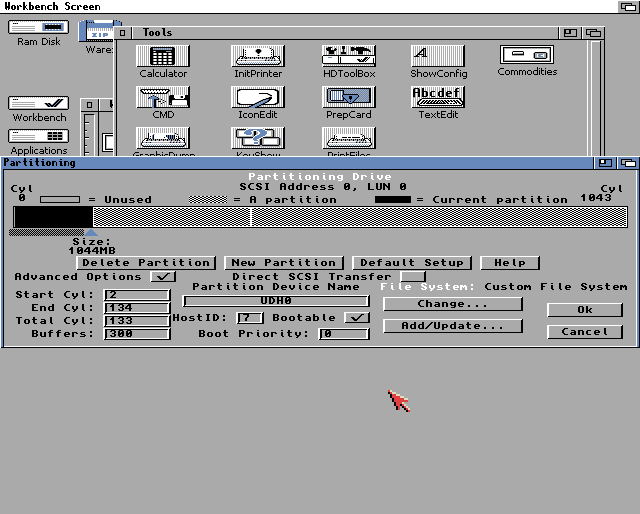 Workbench Screen
Ram Disk
ZIP
Ware
Tools
Calculator
InitPrinter
HDToolBox
ShowConfig
Commodities
Workbench
CMD
IconEdit
PrepCard
Abcdef
TextEdit
Applications
GraphicDump
KeyShow
PrintFiles
Partitioning
Partitioning Drive
SCSI Address 0, LUN 0
Cyl
0
= Unused
= A partition
= Current partition
Cyl
1043
Size:
1044MB
Delete Partition
New Partition
Default Setup
Help
Advanced Options
Direct SCSI Transfer
Partition Device Name
File System: Custom File System
Start Cyl: 2
UDH0
Change...
End Cyl: 134
Ok
Total Cyl: 133
HostID: 7
Bootable
Add/Update...
Buffers: 300
Boot Priority: 0
Cancel